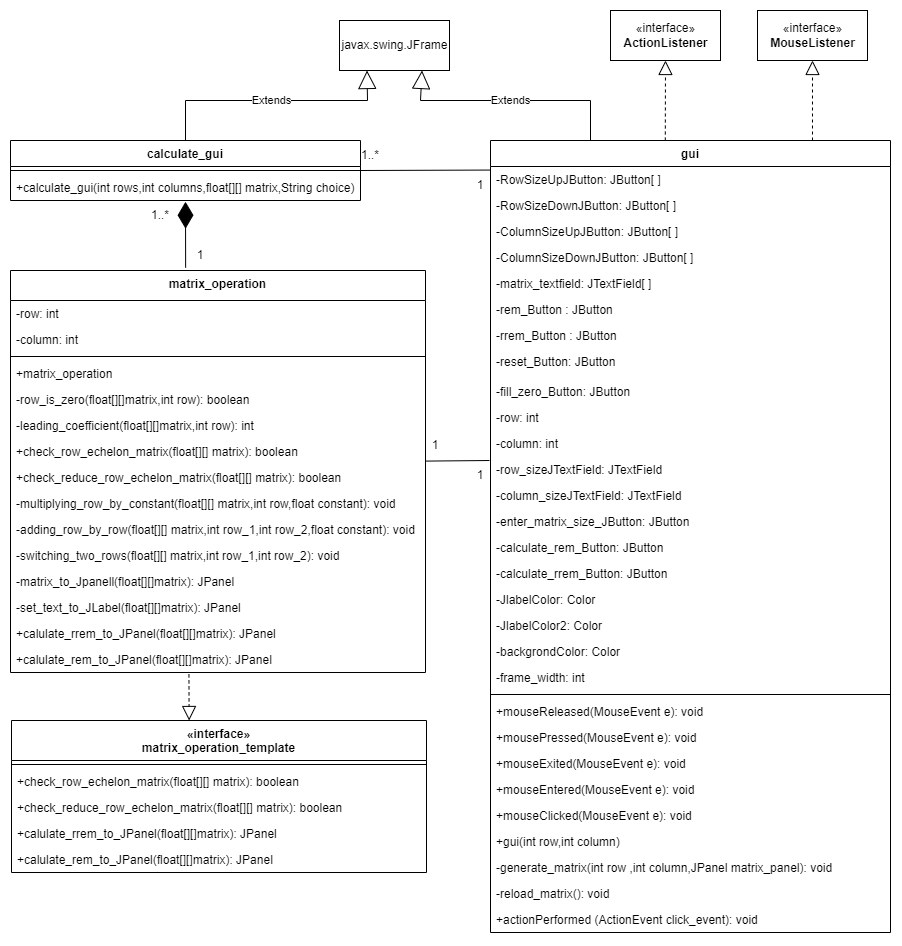 javax.swing.JFrame
«interface»
ActionListener
«interface»
MouseListener
Extends
Extends
calculate_gui
+calculate_gui(int rows,int columns,float[][] matrix,String choice)
1..*
1
1..*
1
matrix_operation
-row: int
-column: int
+matrix_operation
-row_is_zero(float[][]matrix,int row): boolean
-leading_coefficient(float[][]matrix,int row): int
+check_row_echelon_matrix(float[][] matrix): boolean
+check_reduce_row_echelon_matrix(float[][] matrix): boolean
-multiplying_row_by_constant(float[][] matrix,int row,float constant): void
-adding_row_by_row(float[][] matrix,int row_1,int row_2,float constant): void
-switching_two_rows(float[][] matrix,int row_1,int row_2): void
-matrix_to_Jpanell(float[][]matrix): JPanel
-set_text_to_JLabel(float[][]matrix): JPanel
+calulate_rrem_to_JPanel(float[][]matrix): JPanel
+calulate_rem_to_JPanel(float[][]matrix): JPanel
1
1
«interface»
matrix_operation_template
+check_row_echelon_matrix(float[][] matrix): boolean
+check_reduce_row_echelon_matrix(float[][] matrix): boolean
+calulate_rrem_to_JPanel(float[][]matrix): JPanel
+calulate_rem_to_JPanel(float[][]matrix): JPanel
gui
-RowSizeUpJButton: JButton[ ]
-RowSizeDownJButton: JButton[ ]
-ColumnSizeUpJButton: JButton[ ]
-ColumnSizeDownJButton: JButton[ ]
-matrix_textfield: JTextField[ ]
-rem_Button : JButton
-rrem_Button : JButton
-reset_Button: JButton
-fill_zero_Button: JButton
-row: int
-column: int
-row_sizeJTextField: JTextField
-column_sizeJTextField: JTextField
-enter_matrix_size_JButton: JButton
-calculate_rem_Button: JButton
-calculate_rrem_Button: JButton
-JlabelColor: Color
-JlabelColor2: Color
-backgrondColor: Color
-frame_width: int
+mouseReleased(MouseEvent e): void
+mousePressed(MouseEvent e): void
+mouseExited(MouseEvent e): void
+mouseEntered(MouseEvent e): void
+mouseClicked(MouseEvent e): void
+gui(int row,int column)
-generate_matrix(int row ,int column,JPanel matrix_panel): void
-reload_matrix(): void
+actionPerformed (ActionEvent click_event): void